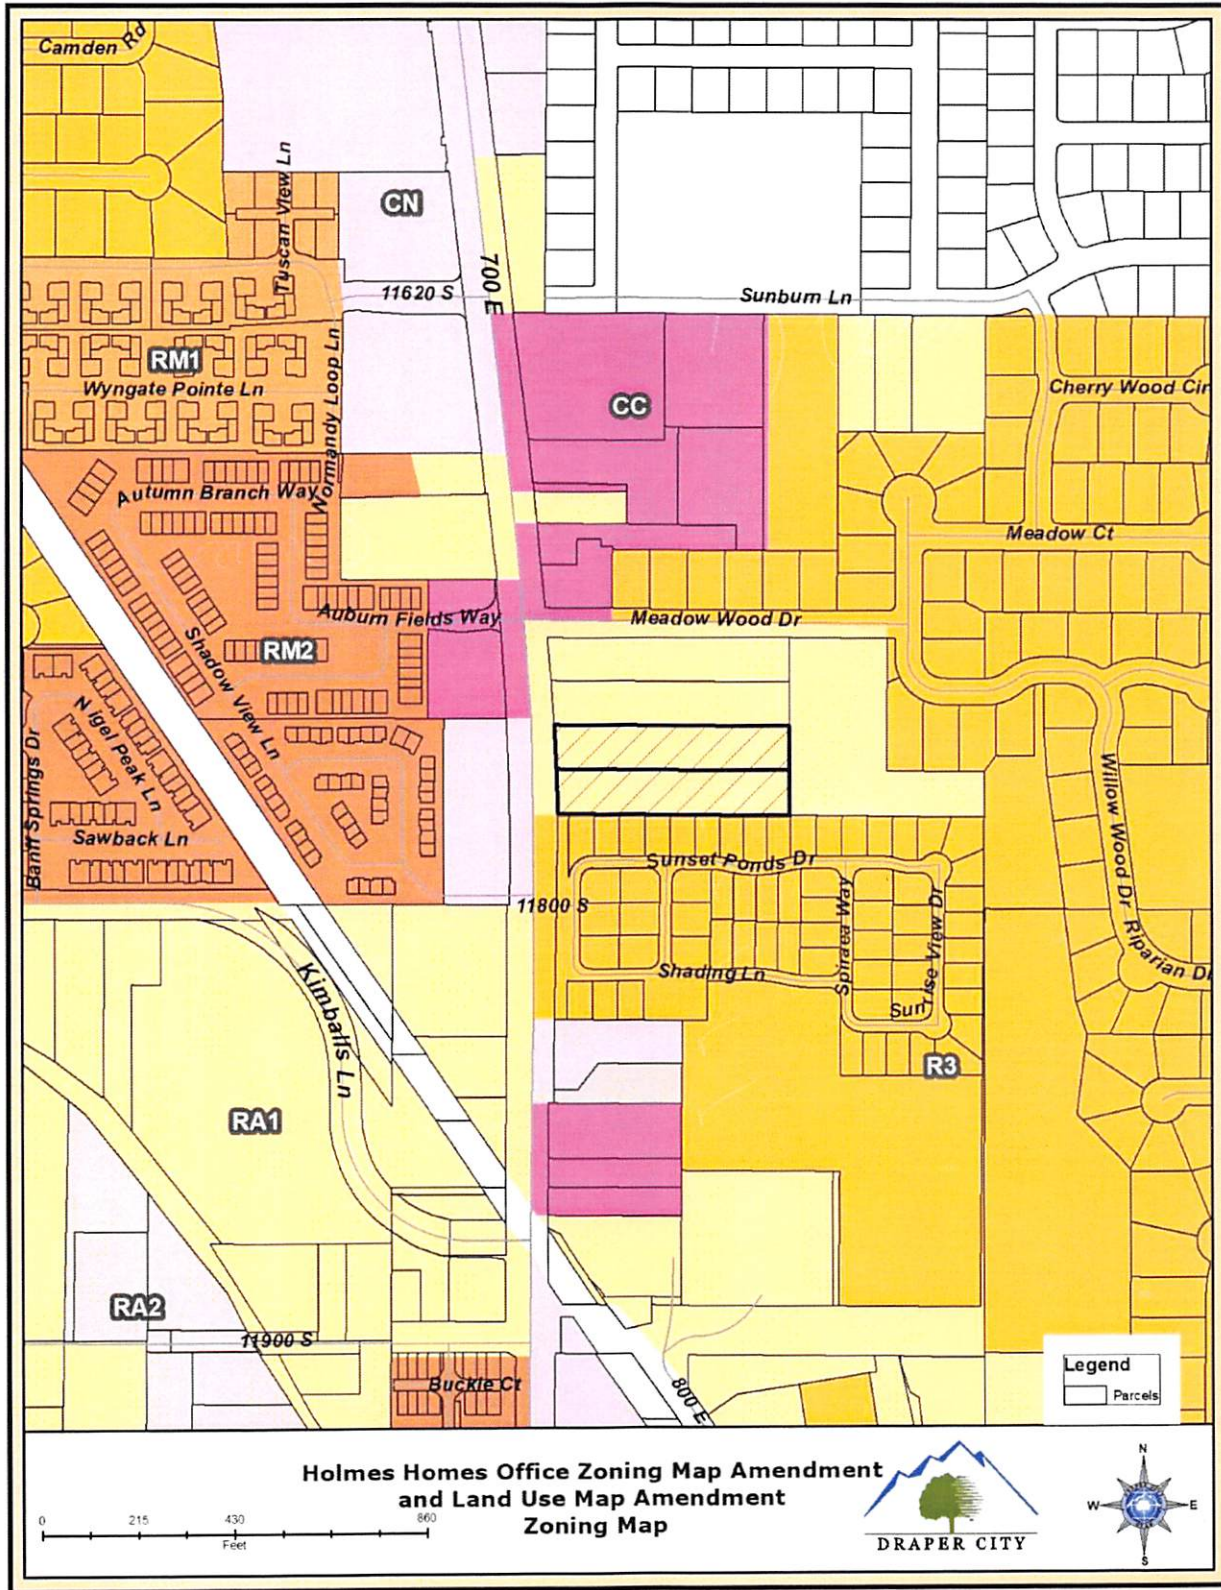 Camden Rd
Tuscan View Ln
CN
700 E
11620 S
Sunburn Ln
RM1
Wyngate Pointe Ln
Normandy Loop Ln
CC
Cherry Wood Cir
Autumn Branch Way
Meadow Ct
Auburn Fields Way
Meadow Wood Dr
RM2
Shadow View Ln
Nigel Peak Ln
Banff Springs Dr
Sawback Ln
Willow Wood Dr
Sunset Ponds Dr
11800 S
Spiraea Way
Sunrise View Dr
Riparian Dr
Shading Ln
Kimballs Ln
R3
RA1
RA2
11900 S
Buckle Ct
800 E
Legend
Parcels
Holmes Homes Office Zoning Map Amendment
and Land Use Map Amendment
Zoning Map
0 215 430 860
Feet
DRAPER CITY
N
W E
S